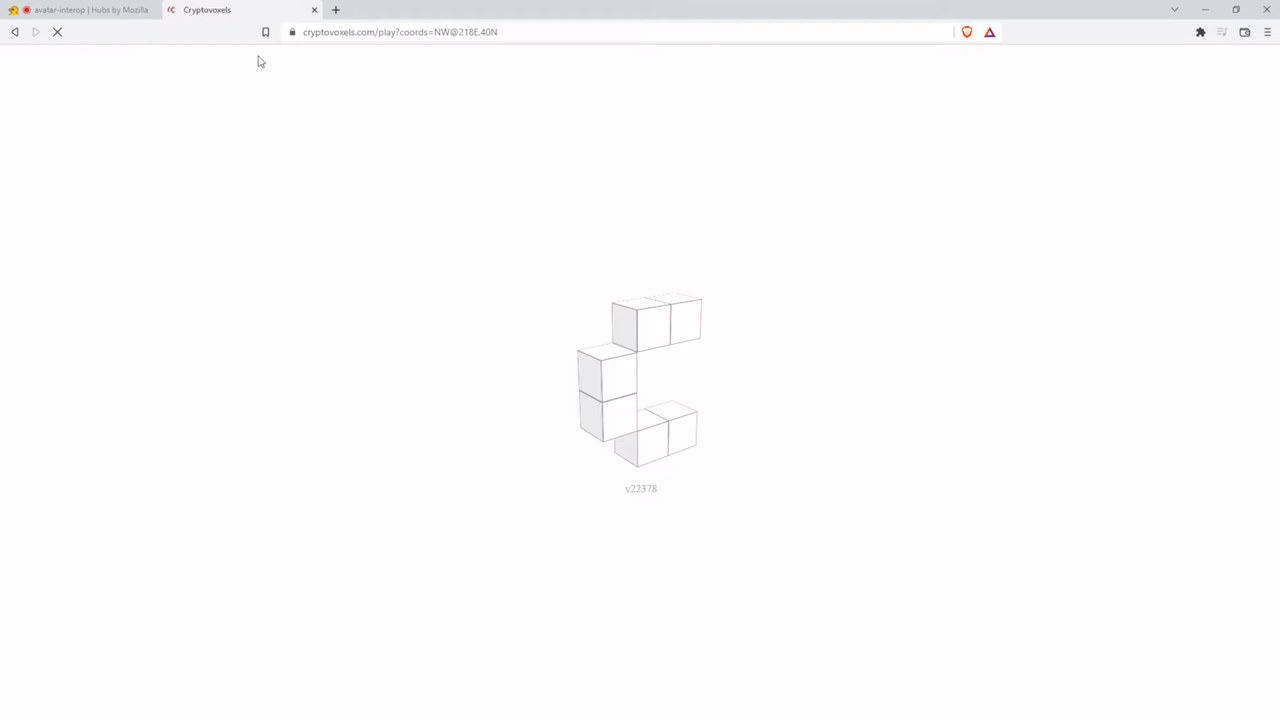 avatar-interop | Hubs by Mozilla
Cryptovoxels
cryptovoxels.com/play?coords=NW@218E,40N
v22378